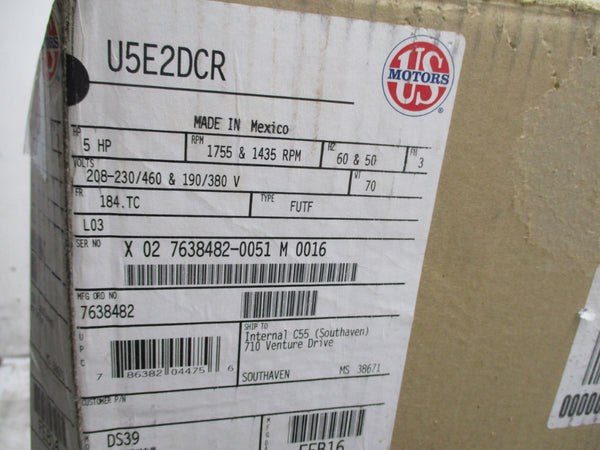 U5E2DCR
US
MOTORS
®
MADE IN Mexico
HP
5 HP
RPM
1755 & 1435 RPM
HZ
60 & 50
PH
3
VOLTS
208-230/460 & 190/380 V
WT
70
FR
184.TC
TYPE
FUTF
L03
SER NO
X 02 7638482-0051 M 0016
MFG ORD NO
7638482
SHIP TO
Internal C55 (Southaven)
710 Venture Drive
SOUTHAVEN MS 38671
U
P
C
7 86382 04475 6
CUSTOMER P/N
DS39
FEB16